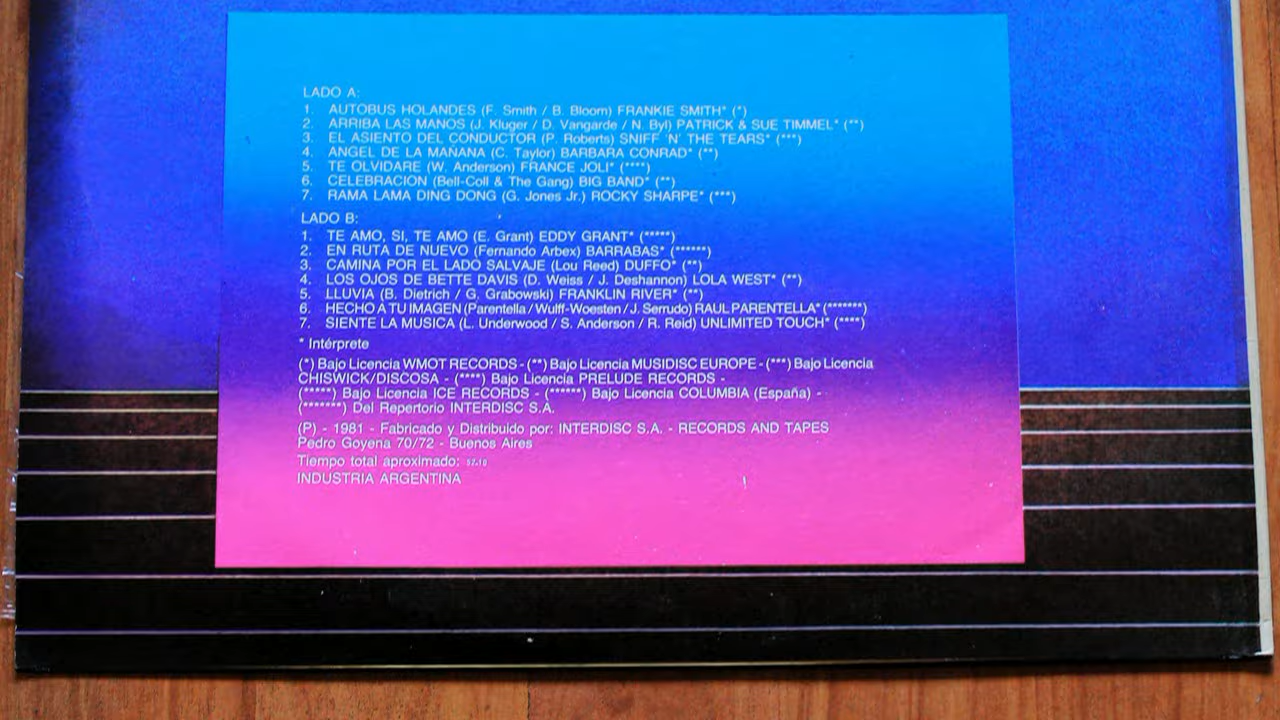 LADO A:
1. AUTOBUS HOLANDES (F. Smith / B. Bloom) FRANKIE SMITH* (*)
2. ARRIBA LAS MANOS (J. Kluger / D. Vangarde / N. Byl) PATRICK & SUE TIMMEL* (**)
3. EL ASIENTO DEL CONDUCTOR (P. Roberts) SNIFF 'N' THE TEARS* (***)
4. ANGEL DE LA MAÑANA (C. Taylor) BARBARA CONRAD* (**)
5. TE OLVIDARE (W. Anderson) FRANCE JOLI* (****)
6. CELEBRACION (Bell-Coll & The Gang) BIG BAND* (**)
7. RAMA LAMA DING DONG (G. Jones Jr.) ROCKY SHARPE* (***)
LADO B:
1. TE AMO, SI, TE AMO (E. Grant) EDDY GRANT* (*****)
2. EN RUTA DE NUEVO (Fernando Arbex) BARRABAS* (******)
3. CAMINA POR EL LADO SALVAJE (Lou Reed) DUFFO* (**)
4. LOS OJOS DE BETTE DAVIS (D. Weiss / J. Deshannon) LOLA WEST* (**)
5. LLUVIA (B. Dietrich / G. Grabowski) FRANKLIN RIVER* (**)
6. HECHO A TU IMAGEN (Parentella / Wulff-Woesten / J. Serrudo) RAUL PARENTELLA* (*******)
7. SIENTE LA MUSICA (L. Underwood / S. Anderson / R. Reid) UNLIMITED TOUCH* (****)
* Intérprete
(*) Bajo Licencia WMOT RECORDS - (**) Bajo Licencia MUSIDISC EUROPE - (***) Bajo Licencia
CHISWICK/DISCOSA - (****) Bajo Licencia PRELUDE RECORDS -
(*****) Bajo Licencia ICE RECORDS - (******) Bajo Licencia COLUMBIA (España) -
(*******) Del Repertorio INTERDISC S.A.
(P) - 1981 - Fabricado y Distribuido por: INTERDISC S.A. - RECORDS AND TAPES
Pedro Goyena 70/72 - Buenos Aires
Tiempo total aproximado:
INDUSTRIA ARGENTINA